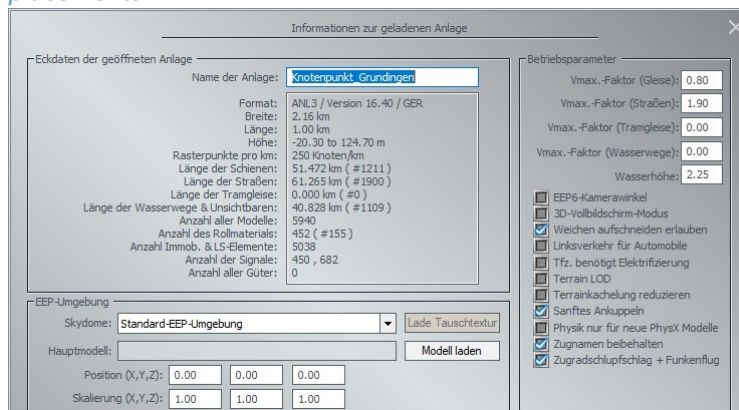 Informationen zur geladenen Anlage
Eckdaten der geöffneten Anlage
Name der Anlage: Knotenpunkt_Grundingen
Format: ANL3 / Version 16.40 / GER
Breite: 2.16 km
Länge: 1.00 km
Höhe: -20.30 to 124.70 m
Rasterpunkte pro km: 250 Knoten/km
Länge der Schienen: 51.472 km ( #1211 )
Länge der Straßen: 61.265 km ( #1900 )
Länge der Tramgleise: 0.000 km ( #0 )
Länge der Wasserwege & Unsichtbaren: 40.828 km ( #1109 )
Anzahl aller Modelle: 5940
Anzahl des Rollmaterials: 452 ( #155 )
Anzahl Immob. & LS-Elemente: 5038
Anzahl der Signale: 450 , 682
Anzahl aller Güter: 0
EEP-Umgebung
Skydome: Standard-EEP-Umgebung Lade Tauschtextur
Hauptmodell: Modell laden
Position (X,Y,Z): 0.00 0.00 0.00
Skalierung (X,Y,Z): 1.00 1.00 1.00
Betriebsparameter
Vmax.-Faktor (Gleise): 0.80
Vmax.-Faktor (Straßen): 1.90
Vmax.-Faktor (Tramgleise): 0.00
Vmax.-Faktor (Wasserwege): 0.00
Wasserhöhe: 2.25
EEP6-Kamerawinkel
3D-Vollbildschirm-Modus
Weichen aufschneiden erlauben
Linksverkehr für Automobile
Tfz. benötigt Elektrifizierung
Terrain LOD
Terrainkachelung reduzieren
Sanftes Ankuppeln
Physik nur für neue PhysX Modelle
Zugnamen beibehalten
Zugradschlupfschlag + Funkenflug